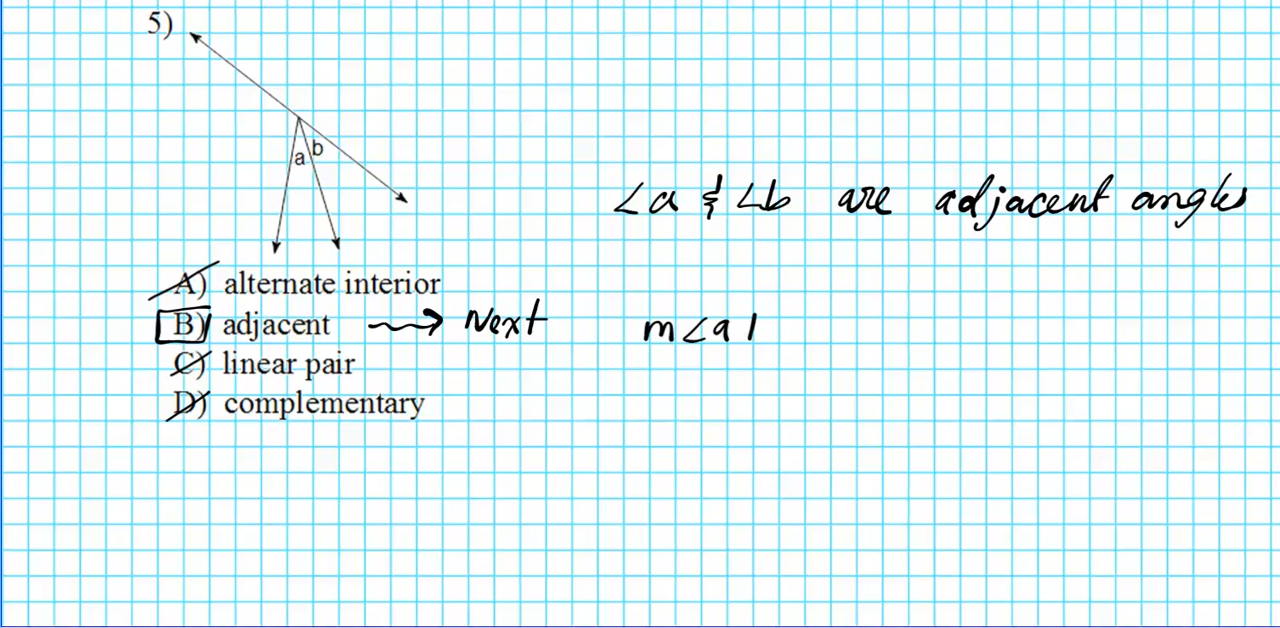 5)
a b
∠a & ∠b are adjacent angles
A) alternate interior
B) adjacent → Next
m∠a
C) linear pair
D) complementary